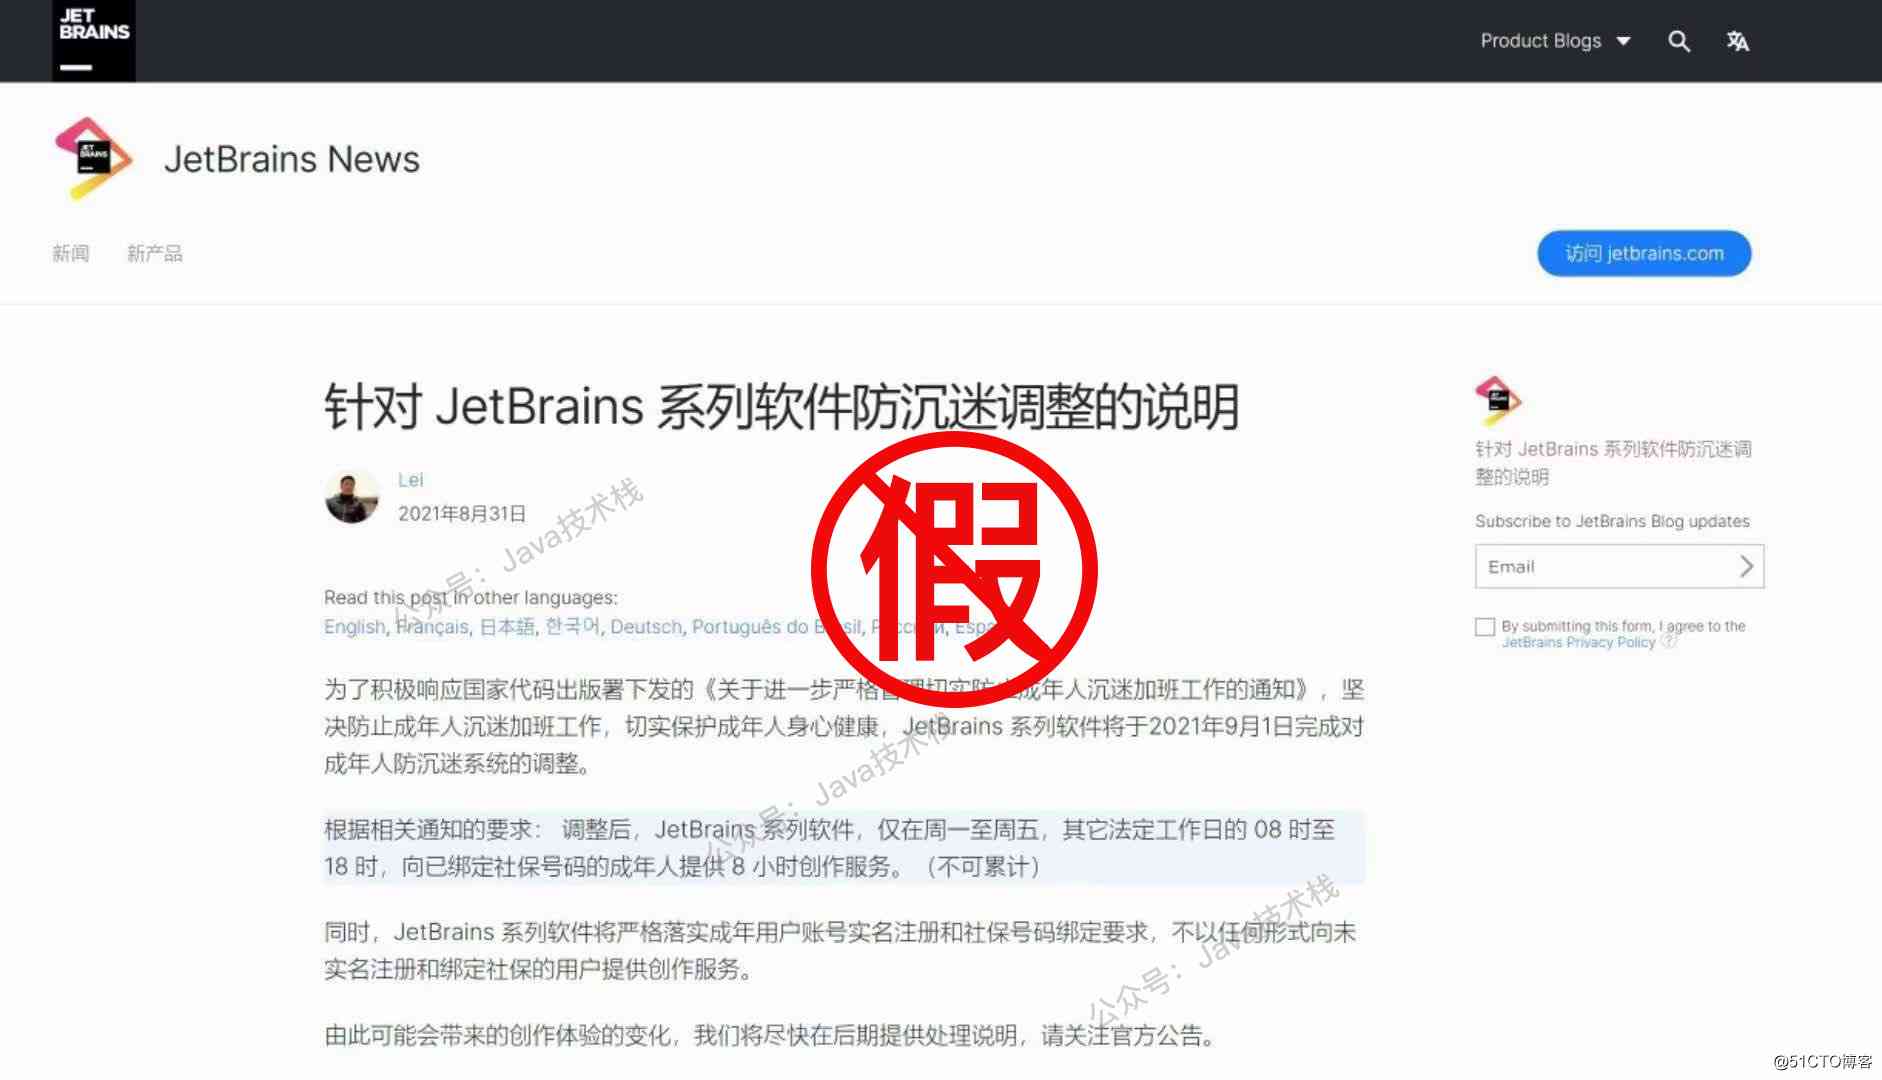 JET
BRAINS
Product Blogs
JET
BRAINS
JetBrains News
新闻
新产品
访问 jetbrains.com
针对 JetBrains 系列软件防沉迷调整的说明
Lei
2021年8月31日
Read this post in other languages:
English, Français, 日本語, 한국어, Deutsch, Português do Brasil, Русский,
为了积极响应国家代码出版署下发的《关于进一步严格管理切实防止成年人沉迷加班工作的通知》，坚
决防止成年人沉迷加班工作，切实保护成年人身心健康，JetBrains 系列软件将于2021年9月1日完成对
成年人防沉迷系统的调整。
根据相关通知的要求： 调整后，JetBrains 系列软件，仅在周一至周五，其它法定工作日的 08 时至
18 时，向已绑定社保号码的成年人提供 8 小时创作服务。（不可累计）
同时，JetBrains 系列软件将严格落实成年用户账号实名注册和社保号码绑定要求，不以任何形式向未
实名注册和绑定社保的用户提供创作服务。
由此可能会带来的创作体验的变化，我们将尽快在后期提供处理说明，请关注官方公告。
假
针对 JetBrains 系列软件防沉迷调
整的说明
Subscribe to JetBrains Blog updates
Email
By submitting this form, I agree to the
JetBrains Privacy Policy
公众号：Java技术栈
公众号：Java技术栈
公众号：Java技术栈
@51CTO博客